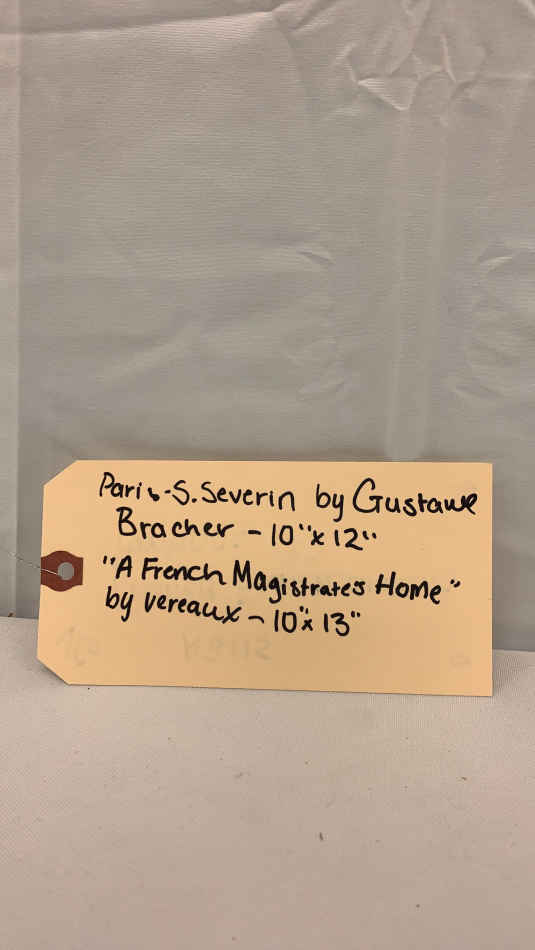 Paris-S. Severin by Gustave
Bracher - 10"x 12"
"A French Magistrates Home"
by vereaux - 10"x 13"